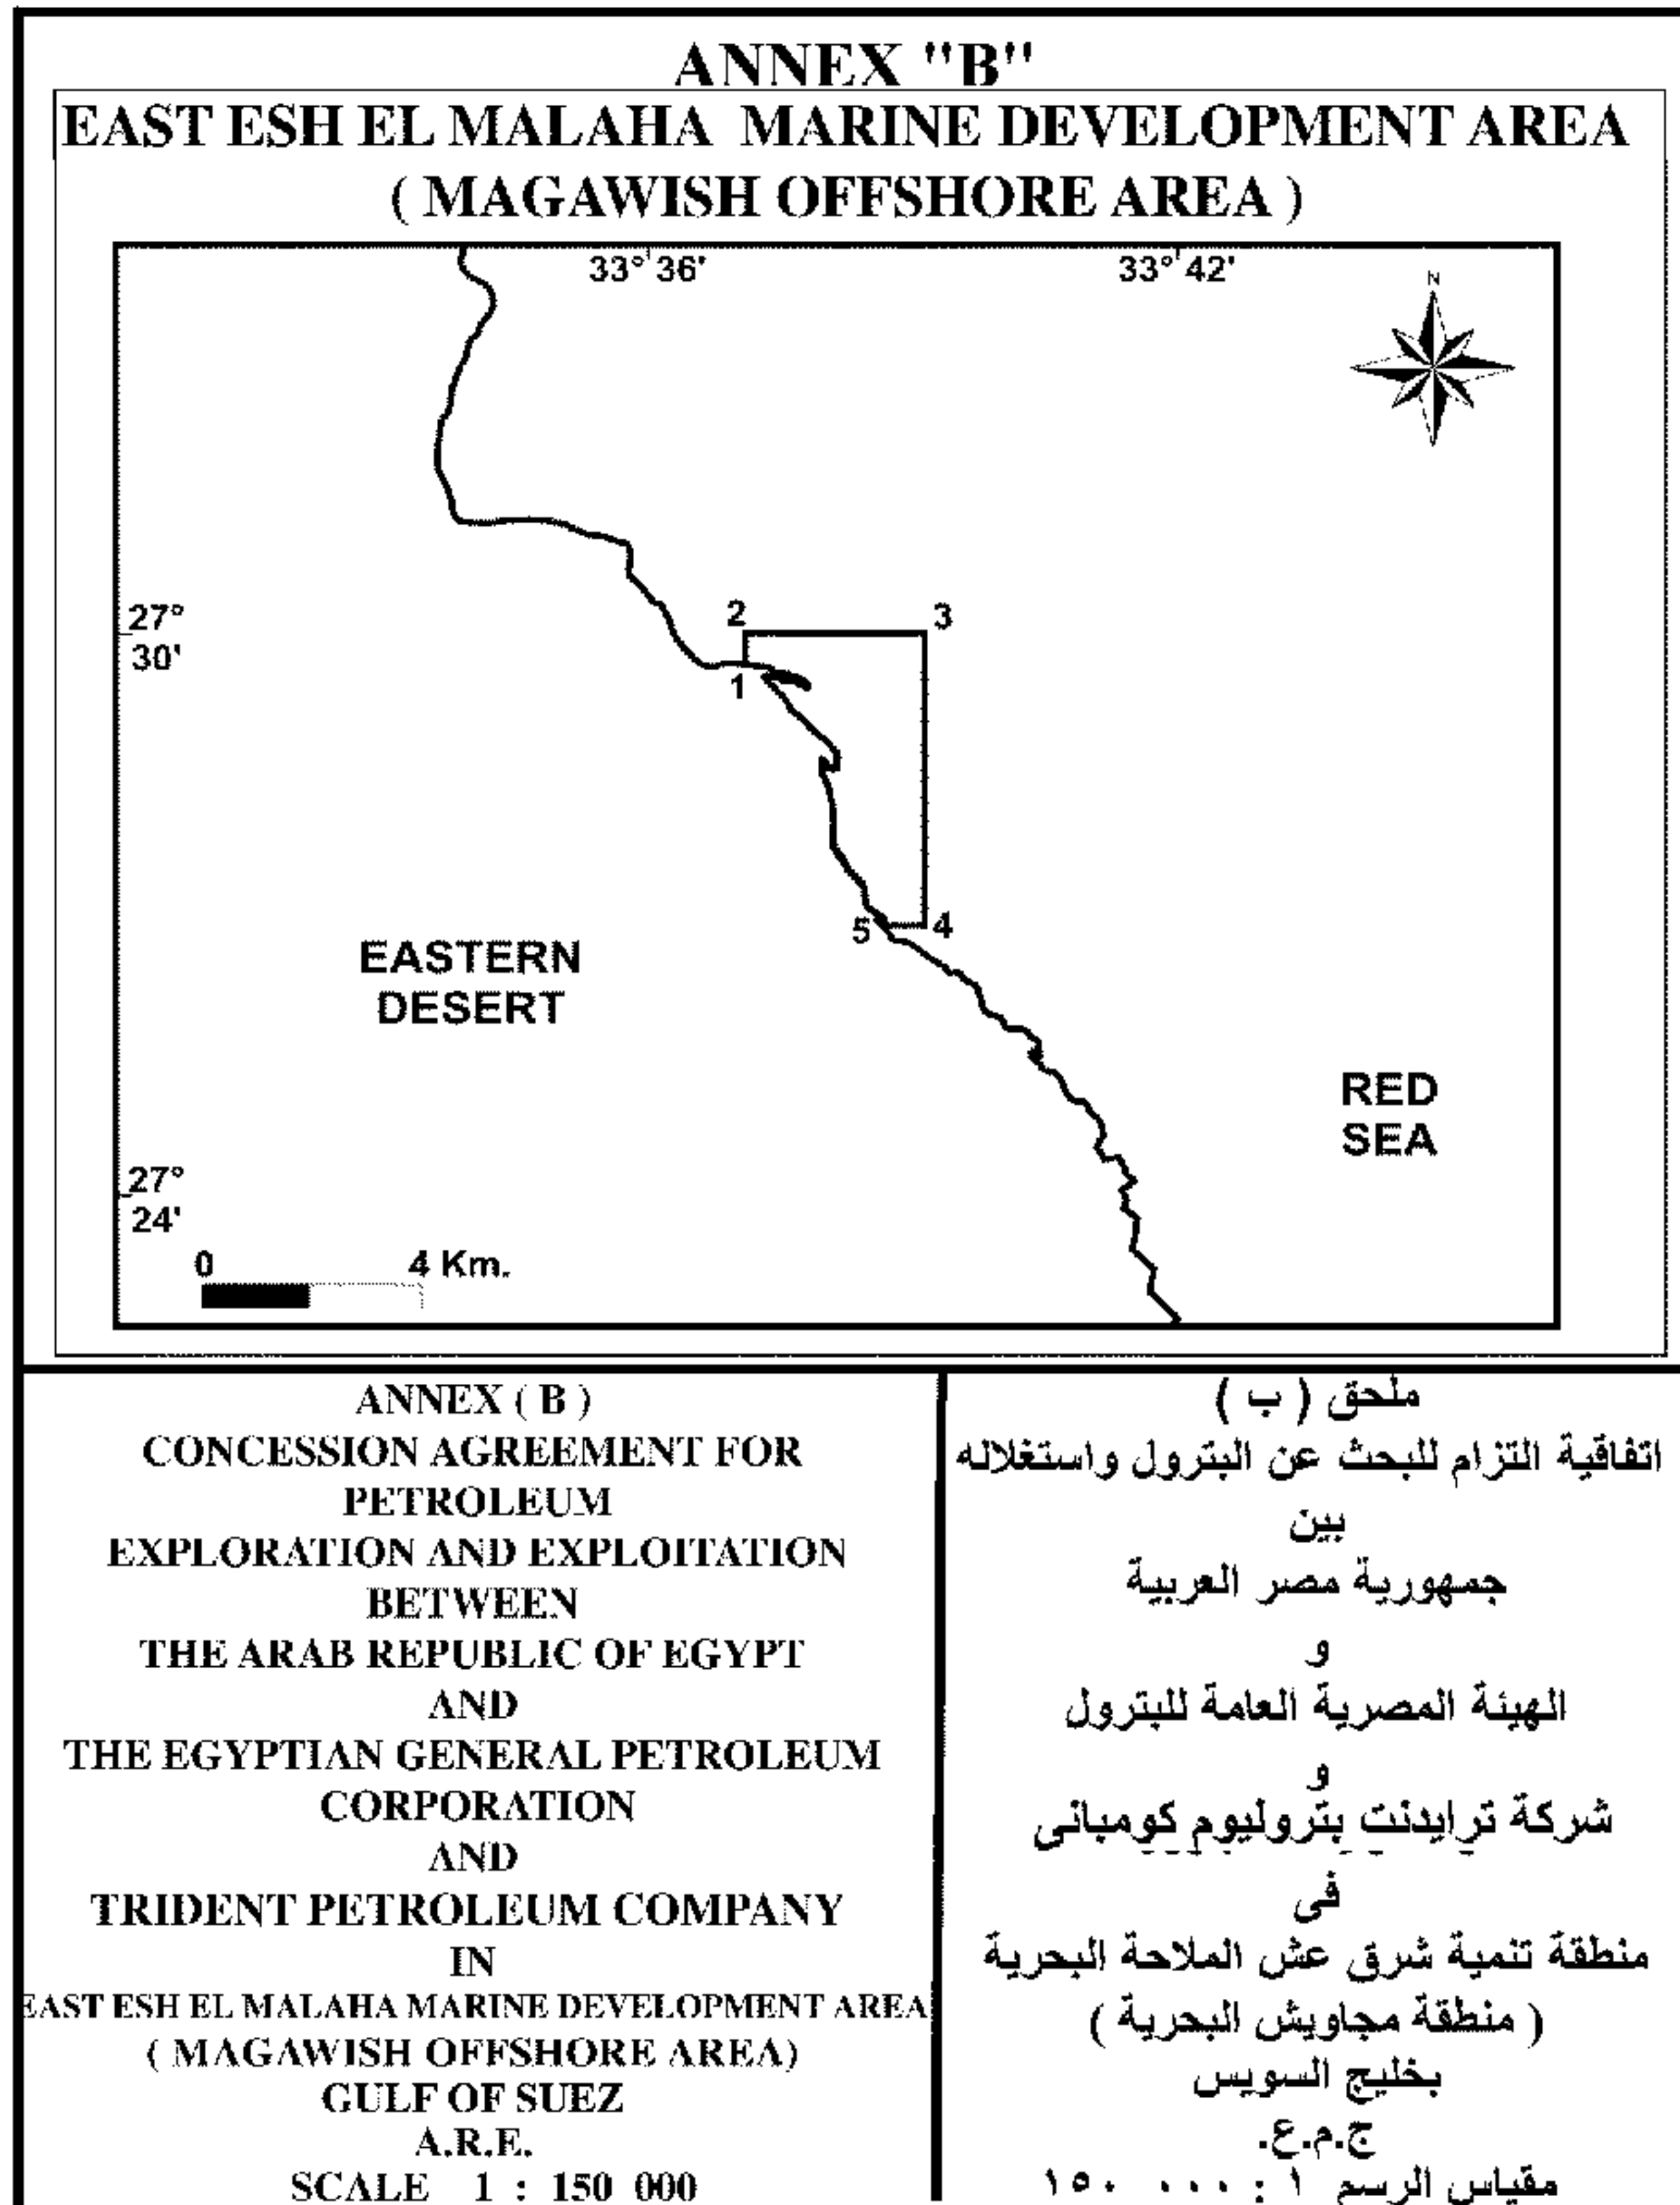 ANNEX "B"
EAST ESH EL MALAHA MARINE DEVELOPMENT AREA
( MAGAWISH OFFSHORE AREA )
33° 36'
33° 42'
N
27°
30'
2
3
1
5
4
EASTERN
DESERT
RED
SEA
27°
24'
0
4 Km.
ANNEX ( B )
CONCESSION AGREEMENT FOR
PETROLEUM
EXPLORATION AND EXPLOITATION
BETWEEN
THE ARAB REPUBLIC OF EGYPT
AND
THE EGYPTIAN GENERAL PETROLEUM
CORPORATION
AND
TRIDENT PETROLEUM COMPANY
IN
EAST ESH EL MALAHA MARINE DEVELOPMENT AREA
( MAGAWISH OFFSHORE AREA)
GULF OF SUEZ
A.R.E.
SCALE 1 : 150 000
ملحق ( ب )
اتفاقية التزام للبحث عن البترول واستغلاله
بين
جمهورية مصر العربية
و
الهيئة المصرية العامة للبترول
و
شركة ترايدنت بتروليوم كومبانى
فى
منطقة تنمية شرق عش الملاحة البحرية
( منطقة مجاويش البحرية )
بخليج السويس
ج.م.ع.
مقياس الرسم ١ : ٠٠٠ ١٥٠